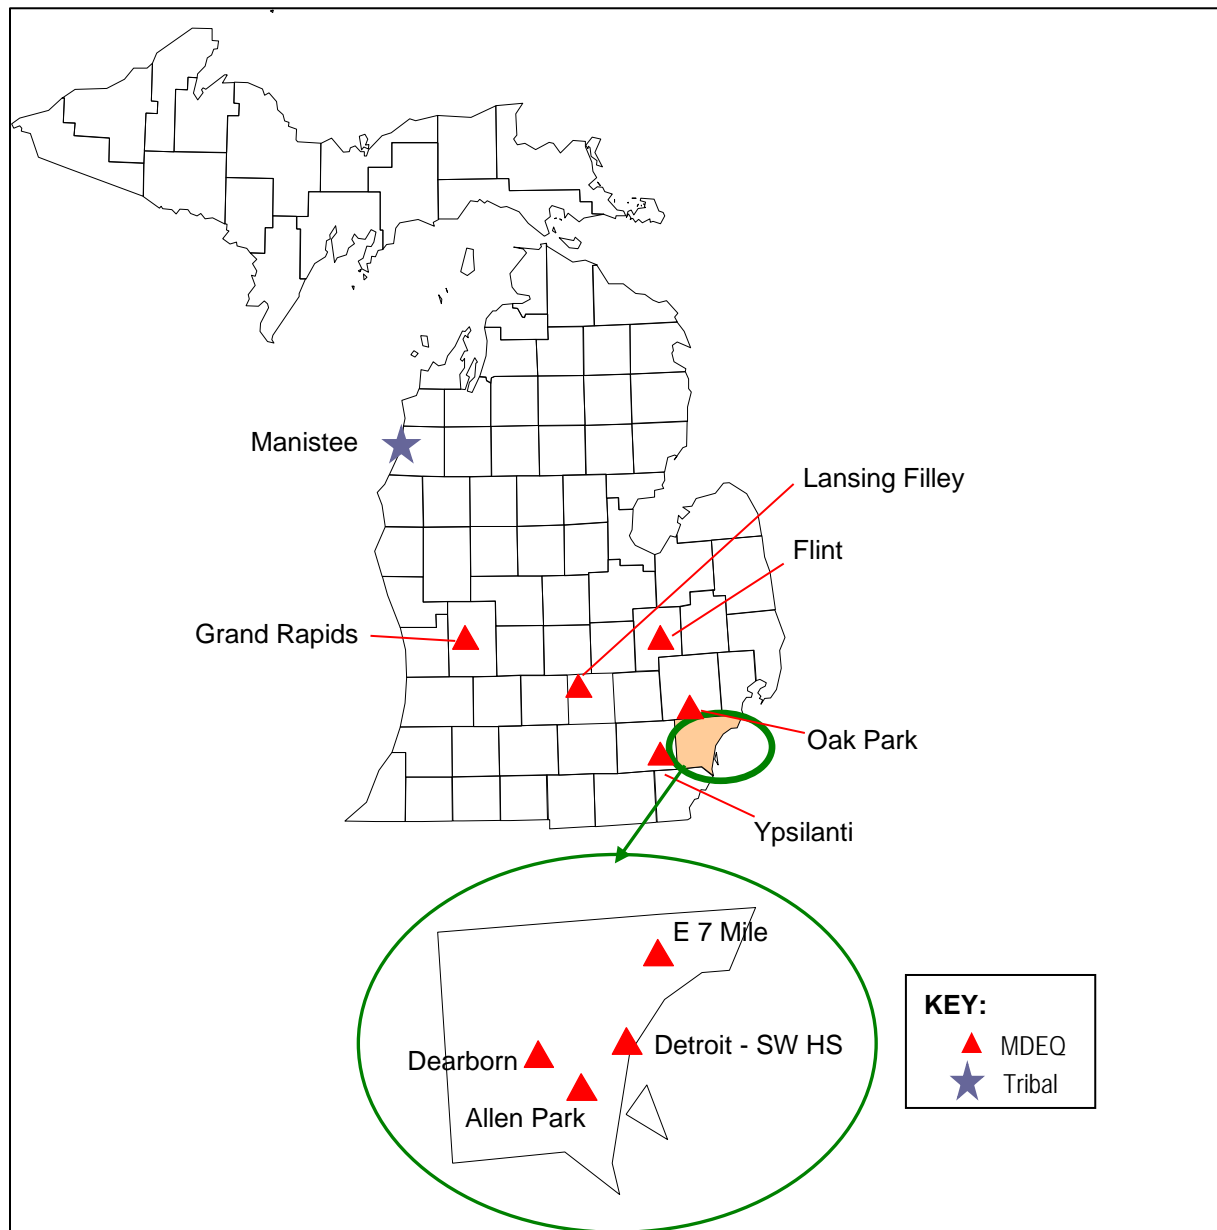 Manistee
Lansing Filley
Flint
Grand Rapids
Oak Park
Ypsilanti
E 7 Mile
Detroit - SW HS
Dearborn
Allen Park
KEY:
MDEQ
Tribal